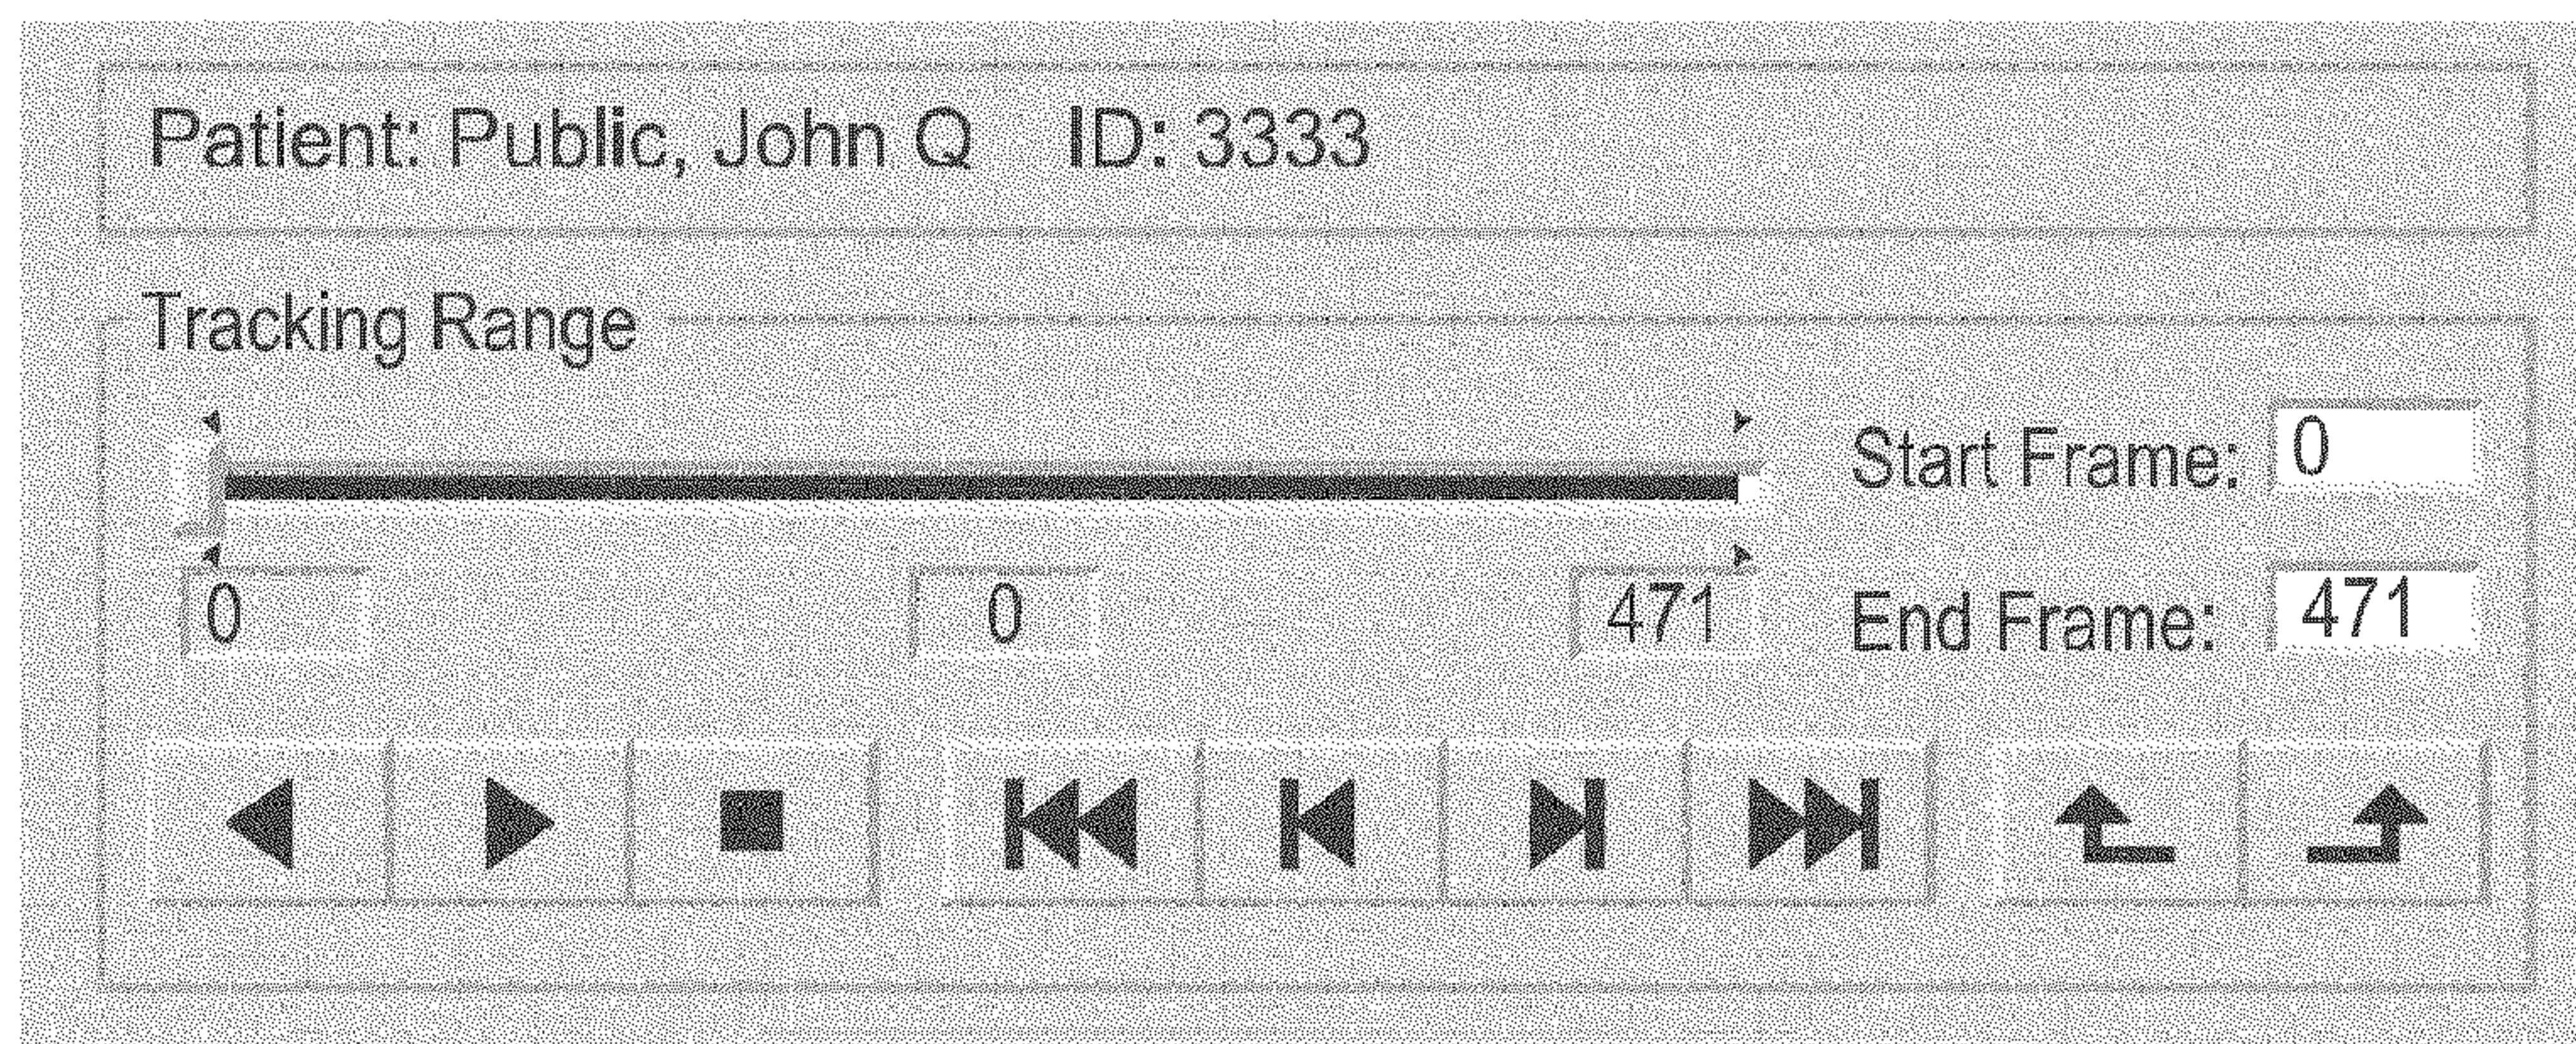 Patient: Public, John Q ID: 3333
Tracking Range
Start Frame: 0
0 0 471
End Frame: 471